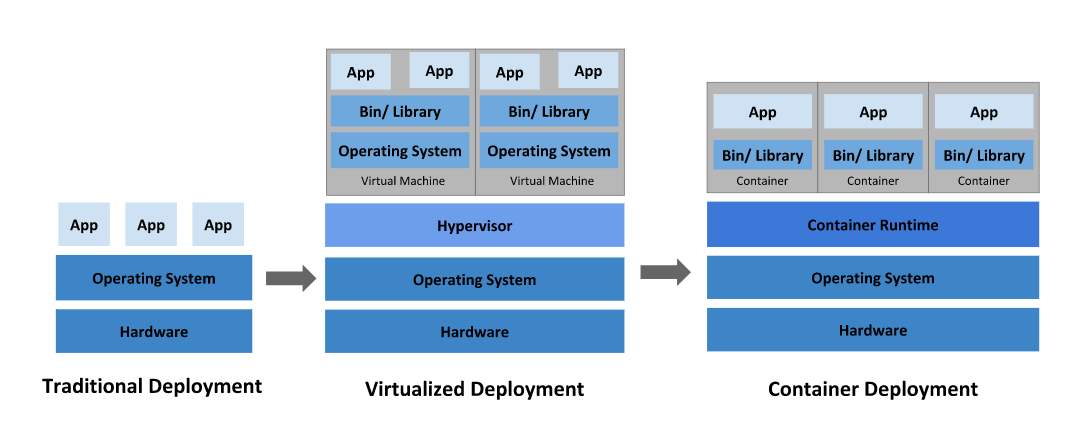 App
App
App
Operating System
Hardware
Traditional Deployment
App
App
Bin/ Library
Operating System
Virtual Machine
App
App
Bin/ Library
Operating System
Virtual Machine
Hypervisor
Operating System
Hardware
Virtualized Deployment
App
Bin/ Library
Container
App
Bin/ Library
Container
App
Bin/ Library
Container
Container Runtime
Operating System
Hardware
Container Deployment